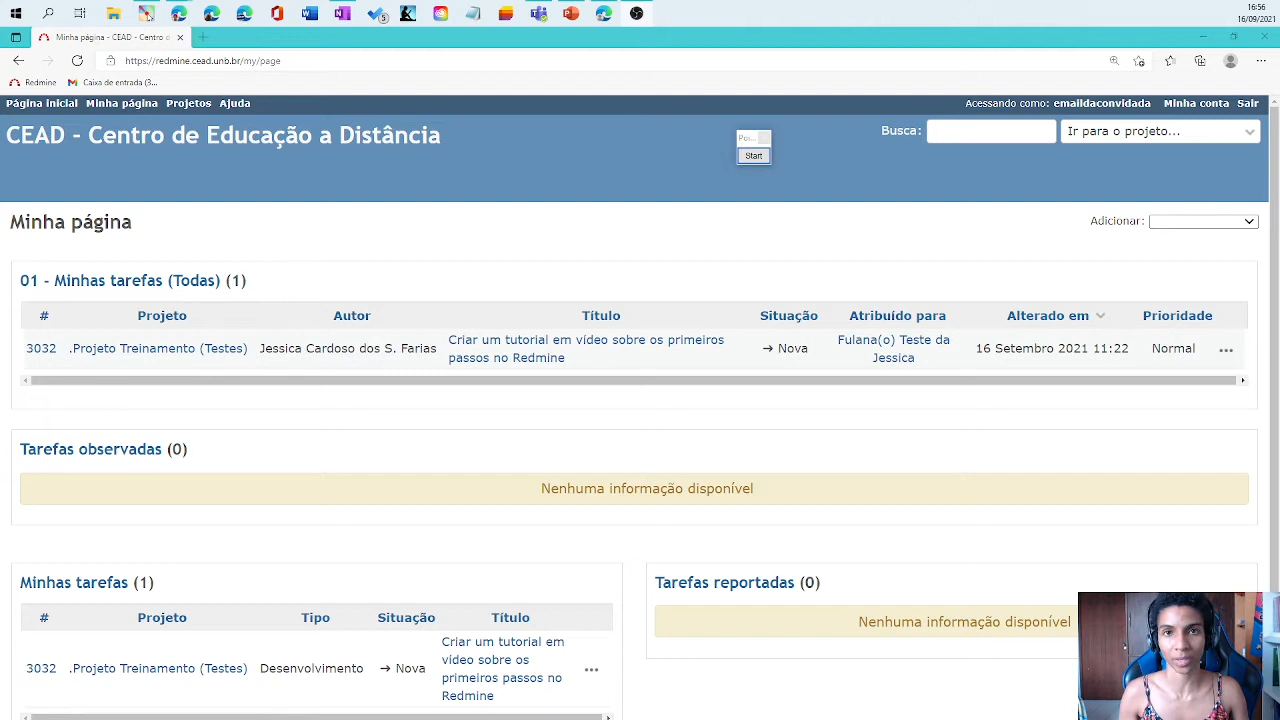 16:56
16/09/2021
Minha página - CEAD - Centro d
https://redmine.cead.unb.br/my/page
Redmine
Caixa de entrada (3...
Página inicial Minha página Projetos Ajuda
Acessando como: emaildaconvidada Minha conta Sair
CEAD - Centro de Educação a Distância
Busca:
Ir para o projeto...
Start
Minha página
Adicionar:
01 - Minhas tarefas (Todas) (1)
# Projeto Autor Título Situação Atribuído para Alterado em Prioridade
3032 .Projeto Treinamento (Testes) Jessica Cardoso dos S. Farias Criar um tutorial em vídeo sobre os primeiros passos no Redmine → Nova Fulana(o) Teste da Jessica 16 Setembro 2021 11:22 Normal ...
Tarefas observadas (0)
Nenhuma informação disponível
Minhas tarefas (1)
# Projeto Tipo Situação Título
3032 .Projeto Treinamento (Testes) Desenvolvimento → Nova Criar um tutorial em
vídeo sobre os
primeiros passos no
Redmine
Tarefas reportadas (0)
Nenhuma informação disponível